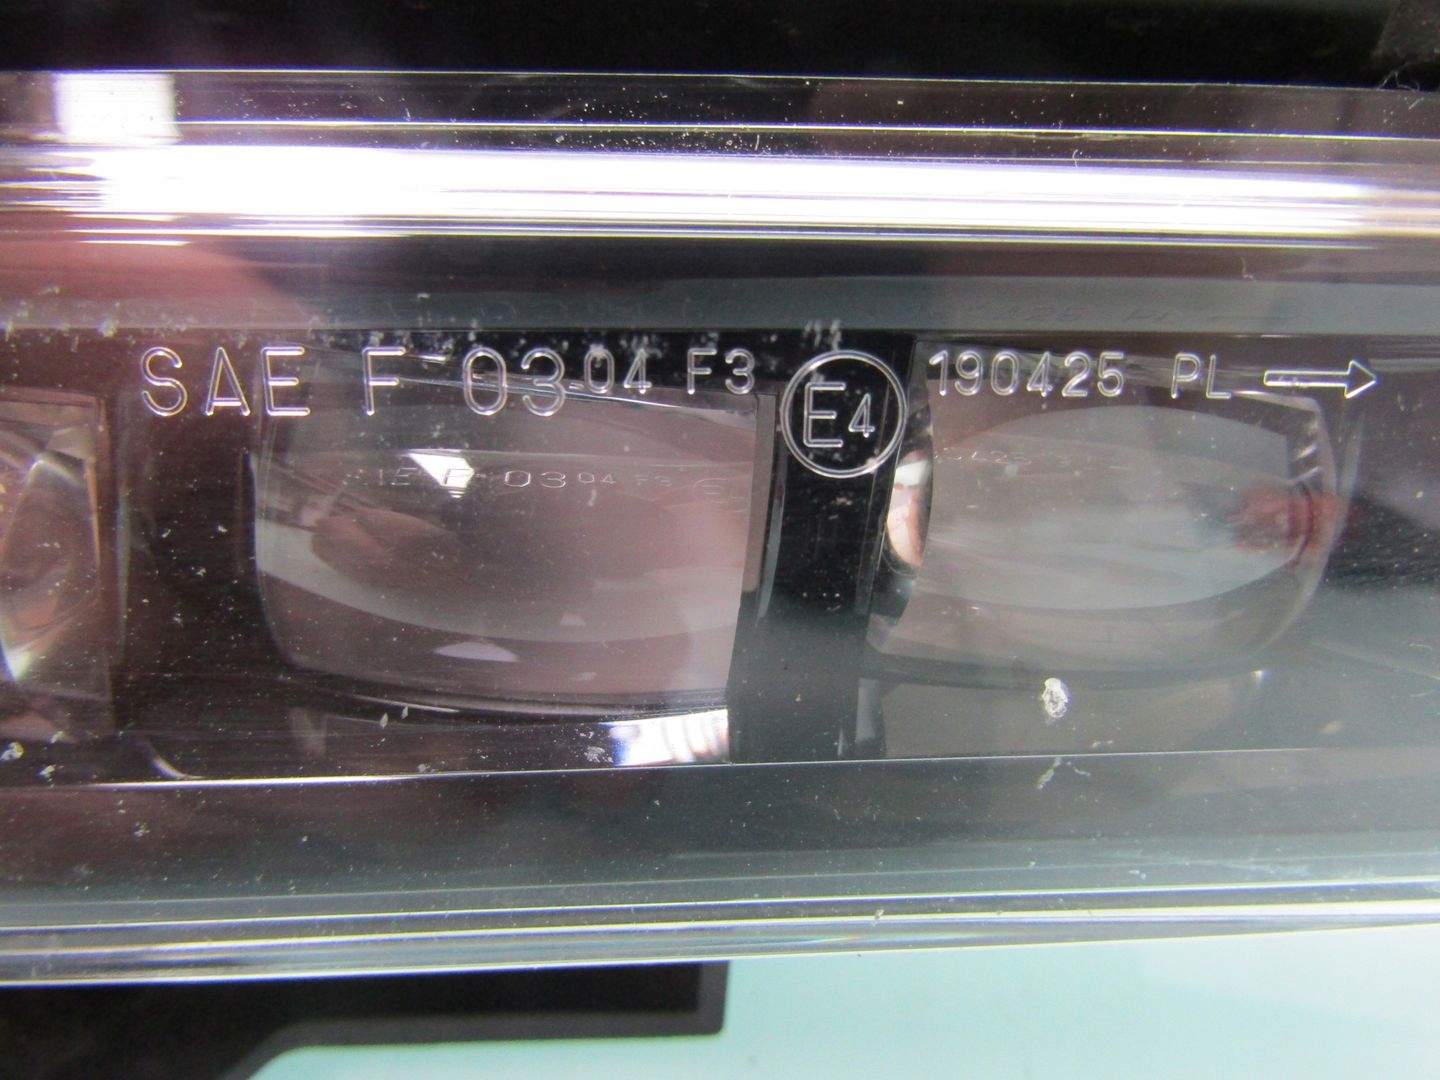 SAE F 03 04 F3 E4 190425 PL →